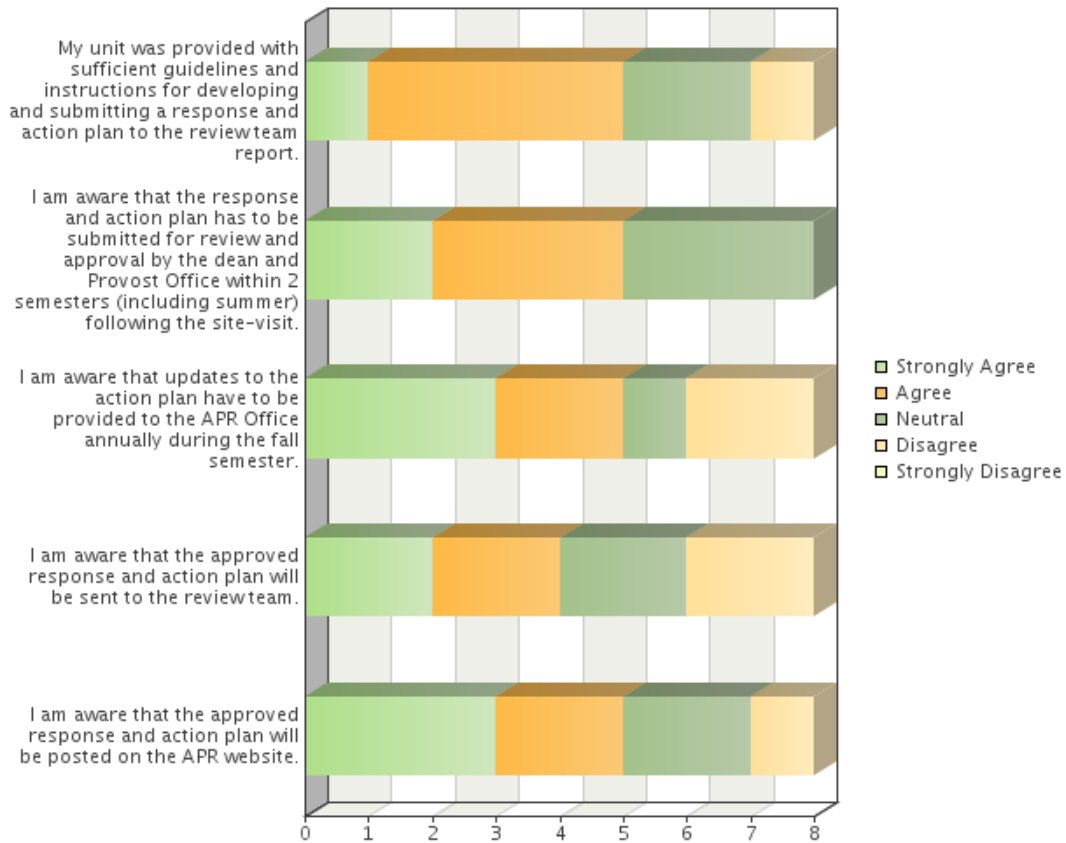 My unit was provided with
sufficient guidelines and
instructions for developing
and submitting a response and
action plan to the review team
report.
I am aware that the response
and action plan has to be
submitted for review and
approval by the dean and
Provost Office within 2
semesters (including summer)
following the site-visit.
I am aware that updates to the
action plan have to be
provided to the APR Office
annually during the fall
semester.
I am aware that the approved
response and action plan will
be sent to the review team.
I am aware that the approved
response and action plan will
be posted on the APR website.
0 1 2 3 4 5 6 7 8
Strongly Agree
Agree
Neutral
Disagree
Strongly Disagree